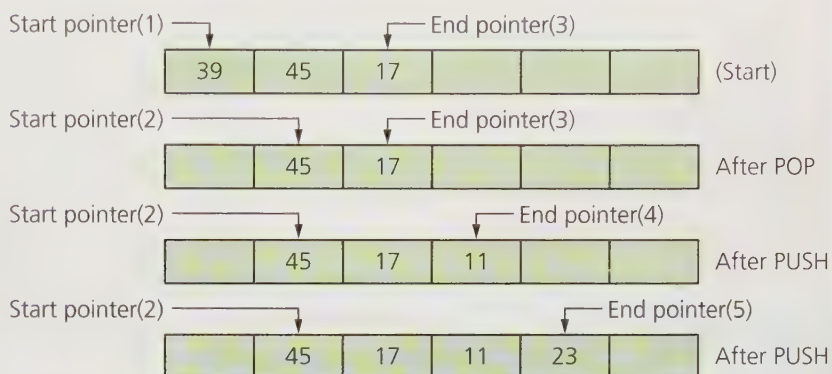 Start pointer(1) End pointer(3)
39 45 17 (Start)
Start pointer(2) End pointer(3)
45 17 After POP
Start pointer(2) End pointer(4)
45 17 11 After PUSH
Start pointer(2) End pointer(5)
45 17 11 23 After PUSH